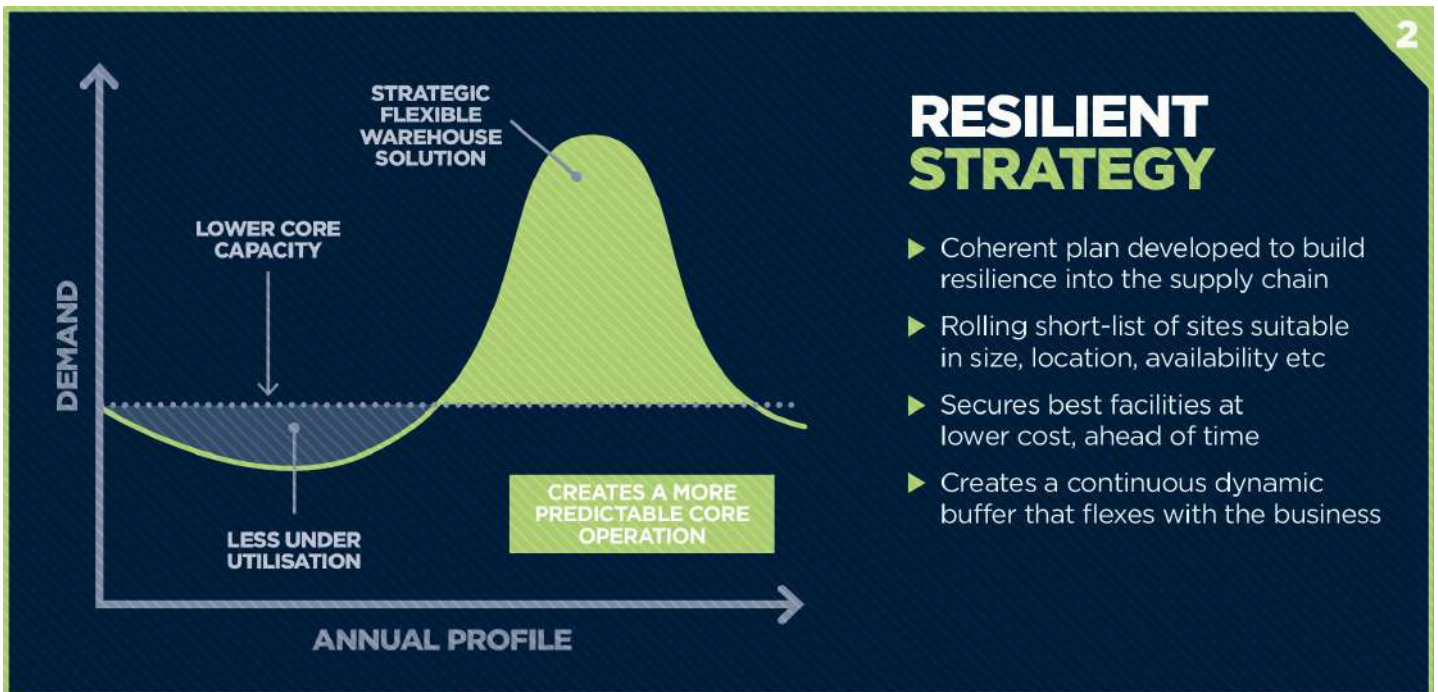 2
STRATEGIC
FLEXIBLE
WAREHOUSE
SOLUTION
LOWER CORE
CAPACITY
DEMAND
LESS UNDER
UTILISATION
CREATES A MORE
PREDICTABLE CORE
OPERATION
ANNUAL PROFILE
RESILIENT
STRATEGY
Coherent plan developed to build
resilience into the supply chain
Rolling short-list of sites suitable
in size, location, availability etc
Secures best facilities at
lower cost, ahead of time
Creates a continuous dynamic
buffer that flexes with the business